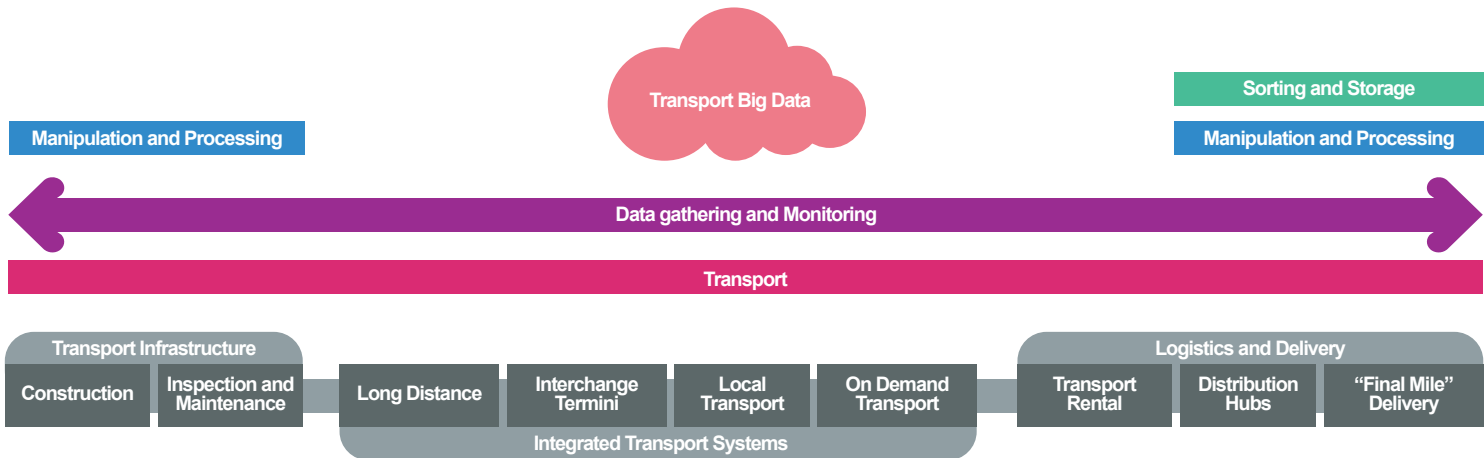 Transport Big Data
Sorting and Storage
Manipulation and Processing
Manipulation and Processing
Data gathering and Monitoring
Transport
Transport Infrastructure
Logistics and Delivery
Construction
Inspection and
Maintenance
Long Distance
Interchange
Termini
Local
Transport
On Demand
Transport
Transport
Rental
Distribution
Hubs
“Final Mile”
Delivery
Integrated Transport Systems